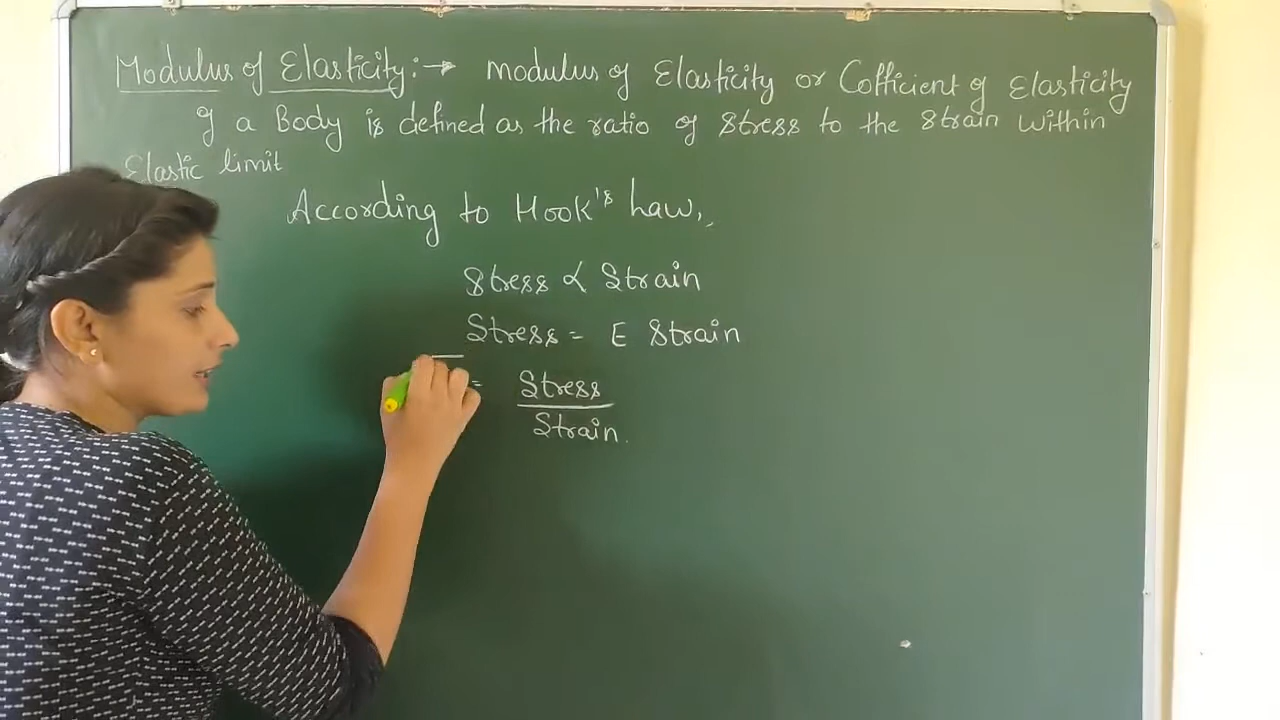 Modulus of Elasticity:→ modulus of Elasticity or Cofficient of Elasticity
of a Body is defined as the ratio of Stress to the Strain Within
Elastic limit
According to Hook's Law,
Stress ∝ Strain
Stress = E Strain
= Stress
Strain.